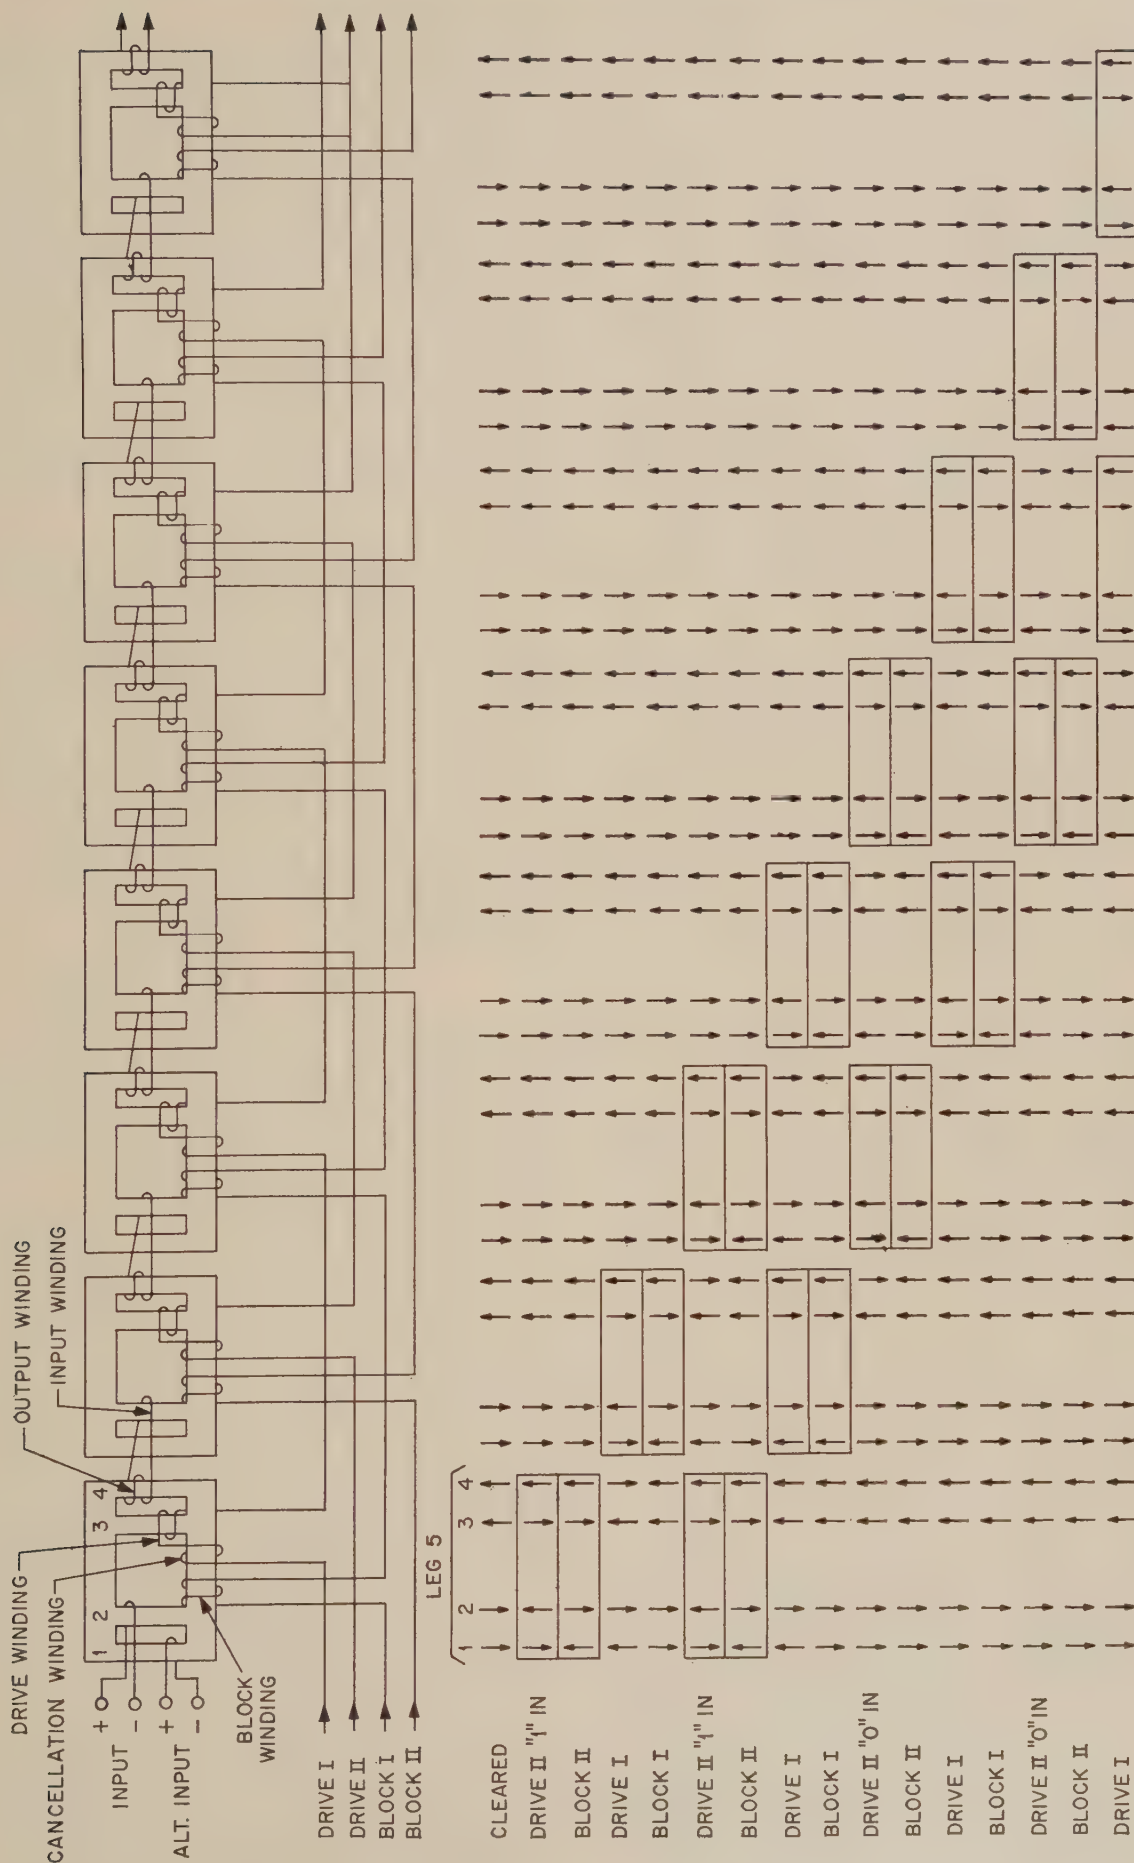 DRIVE WINDING
CANCELLATION WINDING
OUTPUT WINDING
INPUT WINDING
INPUT
+
-
ALT. INPUT
+
-
1 2 3 4
BLOCK
WINDING
DRIVE I
DRIVE II
BLOCK I
BLOCK II
LEG 5
1 2 3 4
CLEARED
DRIVE II "1" IN
BLOCK II
DRIVE I
BLOCK I
DRIVE II "1" IN
BLOCK II
DRIVE I
BLOCK I
DRIVE II "0" IN
BLOCK II
DRIVE I
BLOCK I
DRIVE II "0" IN
BLOCK II
DRIVE I